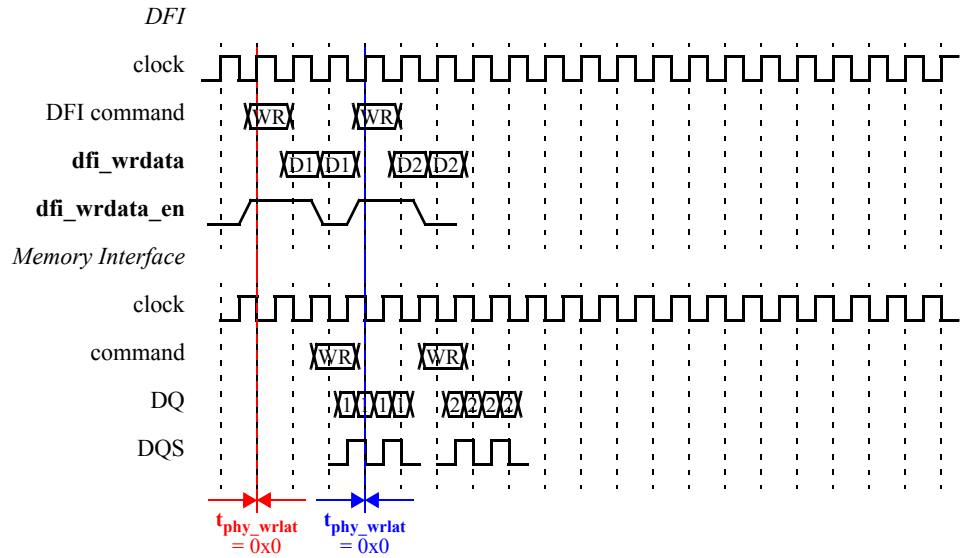 DFI
clock
DFI command WR WR
dfi_wrdata D1 D1 D2 D2
dfi_wrdata_en
Memory Interface
clock
command WR WR
DQ 1 1 1 1 2 2 2 2
DQS
tphy_wrlat tphy_wrlat
= 0x0 = 0x0